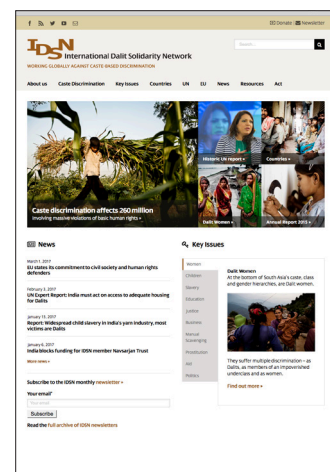 Donate | Newsletter
IDSN International Dalit Solidarity Network
Search...
WORKING GLOBALLY AGAINST CASTE-BASED DISCRIMINATION
About us Caste Discrimination Key Issues Countries UN EU News Resources Act
Historic UN report »
Countries »
Caste discrimination affects 260 million
involving massive violations of basic human rights »
Dalit Women »
Annual Report 2015 »
News
March 1, 2017
EU states its commitment to civil society and human rights
defenders
February 3, 2017
UN Expert Report: India must act on access to adequate housing
for Dalits
January 13, 2017
Report: Widespread child slavery in India's yarn industry, most
victims are Dalits
January 6, 2017
India blocks funding for IDSN member Navsarjan Trust
More news »
Subscribe to the IDSN monthly newsletter »
Your email*
Your email
Subscribe
Read the full archive of IDSN newsletters
Key Issues
Women
Children
Slavery
Education
Justice
Business
Manual
Scavenging
Prostitution
Aid
Politics
Dalit Women
At the bottom of South Asia's caste, class
and gender hierarchies, are Dalit women.
They suffer multiple discrimination – as
Dalits, as members of an impoverished
underclass and as women.
Find out more »